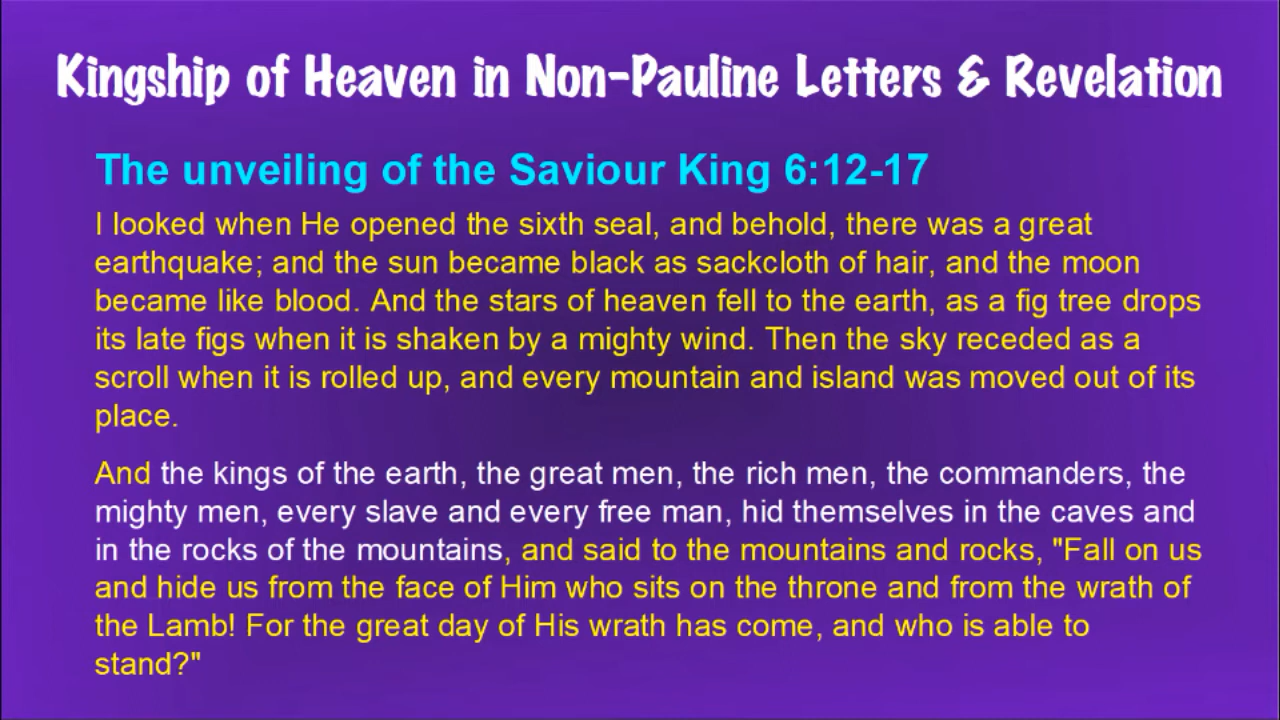 Kingship of Heaven in Non-Pauline Letters & Revelation
The unveiling of the Saviour King 6:12-17
I looked when He opened the sixth seal, and behold, there was a great
earthquake; and the sun became black as sackcloth of hair, and the moon
became like blood. And the stars of heaven fell to the earth, as a fig tree drops
its late figs when it is shaken by a mighty wind. Then the sky receded as a
scroll when it is rolled up, and every mountain and island was moved out of its
place.
And the kings of the earth, the great men, the rich men, the commanders, the
mighty men, every slave and every free man, hid themselves in the caves and
in the rocks of the mountains, and said to the mountains and rocks, "Fall on us
and hide us from the face of Him who sits on the throne and from the wrath of
the Lamb! For the great day of His wrath has come, and who is able to
stand?"